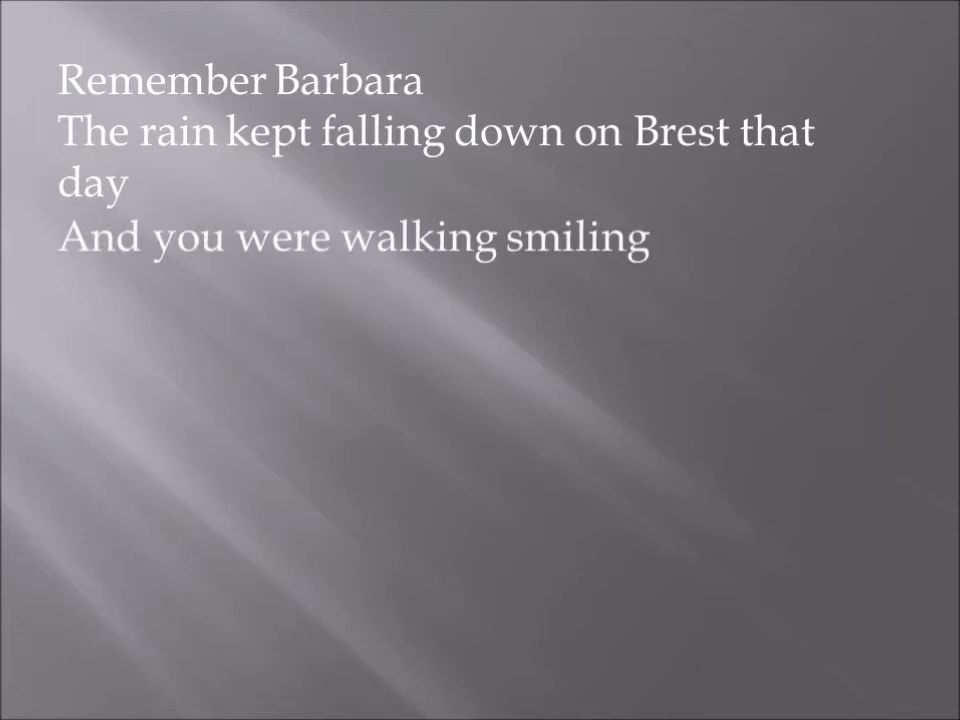 Remember Barbara
The rain kept falling down on Brest that
day
And you were walking smiling